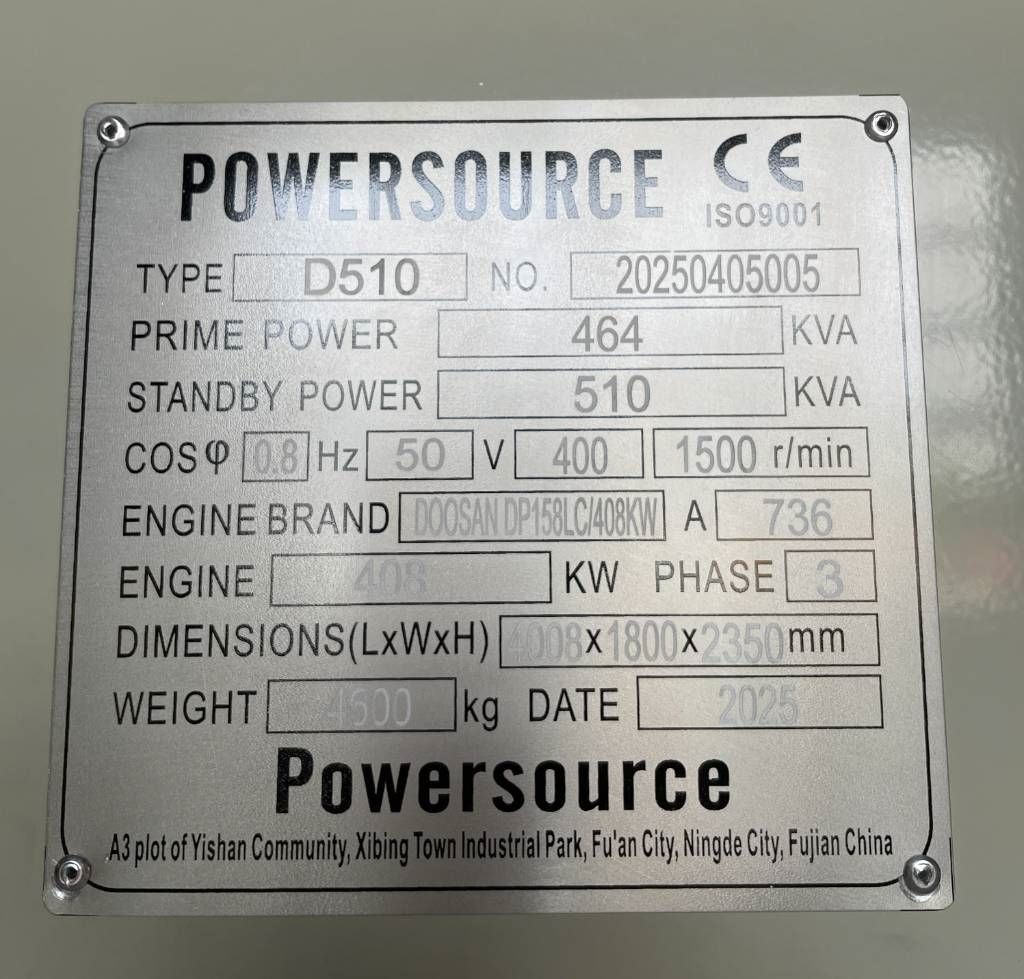 POWERSOURCE CE
ISO9001
TYPE D510 NO. 20250405005
PRIME POWER 464 KVA
STANDBY POWER 510 KVA
COSφ 0.8 Hz 50 V 400 1500 r/min
ENGINE BRAND DOOSAN DP158LC/408KW A 736
ENGINE 408 KW PHASE 3
DIMENSIONS(LxWxH) 4008x1800x2350mm
WEIGHT 4600 kg DATE 2025
Powersource
A3 plot of Yishan Community, Xibing Town Industrial Park, Fu'an City, Ningde City, Fujian China